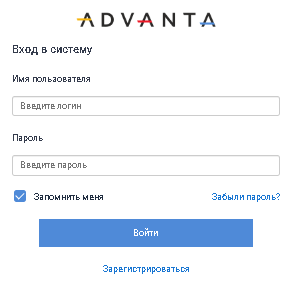 ADVANTA
Вход в систему
Имя пользователя
Введите логин
Пароль
Введите пароль
Запомнить меня Забыли пароль?
Войти
Зарегистрироваться